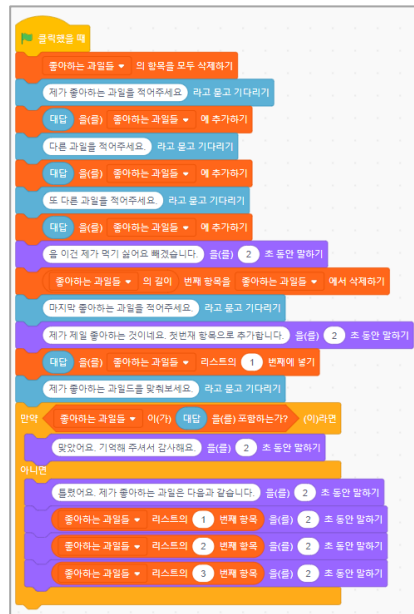 클릭했을 때
좋아하는 과일들 의 항목을 모두 삭제하기
제가 좋아하는 과일을 적어주세요 라고 묻고 기다리기
대답 을(를) 좋아하는 과일들 에 추가하기
다른 과일을 적어주세요. 라고 묻고 기다리기
대답 을(를) 좋아하는 과일들 에 추가하기
또 다른 과일을 적어주세요. 라고 묻고 기다리기
대답 을(를) 좋아하는 과일들 에 추가하기
음 이건 제가 먹기 싫어요 빼겠습니다. 을(를) 2 초 동안 말하기
좋아하는 과일들 의 길이 번째 항목을 좋아하는 과일들 에서 삭제하기
마지막 좋아하는 과일을 적어주세요. 라고 묻고 기다리기
제가 제일 좋아하는 것이네요. 첫번재 항목으로 추가합니다. 을(를) 2 초 동안 말하기
대답 을(를) 좋아하는 과일들 리스트의 1 번째에 넣기
제가 좋아하는 과일드을 맞춰보세요. 라고 묻고 기다리기
만약 좋아하는 과일들 이(가) 대답 을(를) 포함하는가? (이)라면
맞았어요. 기억해 주셔서 감사해요. 을(를) 2 초 동안 말하기
아니면
틀렸어요. 제가 좋아하는 과일은 다음과 같습니다. 을(를) 2 초 동안 말하기
좋아하는 과일들 리스트의 1 번째 항목 을(를) 2 초 동안 말하기
좋아하는 과일들 리스트의 2 번째 항목 을(를) 2 초 동안 말하기
좋아하는 과일들 리스트의 3 번째 항목 을(를) 2 초 동안 말하기